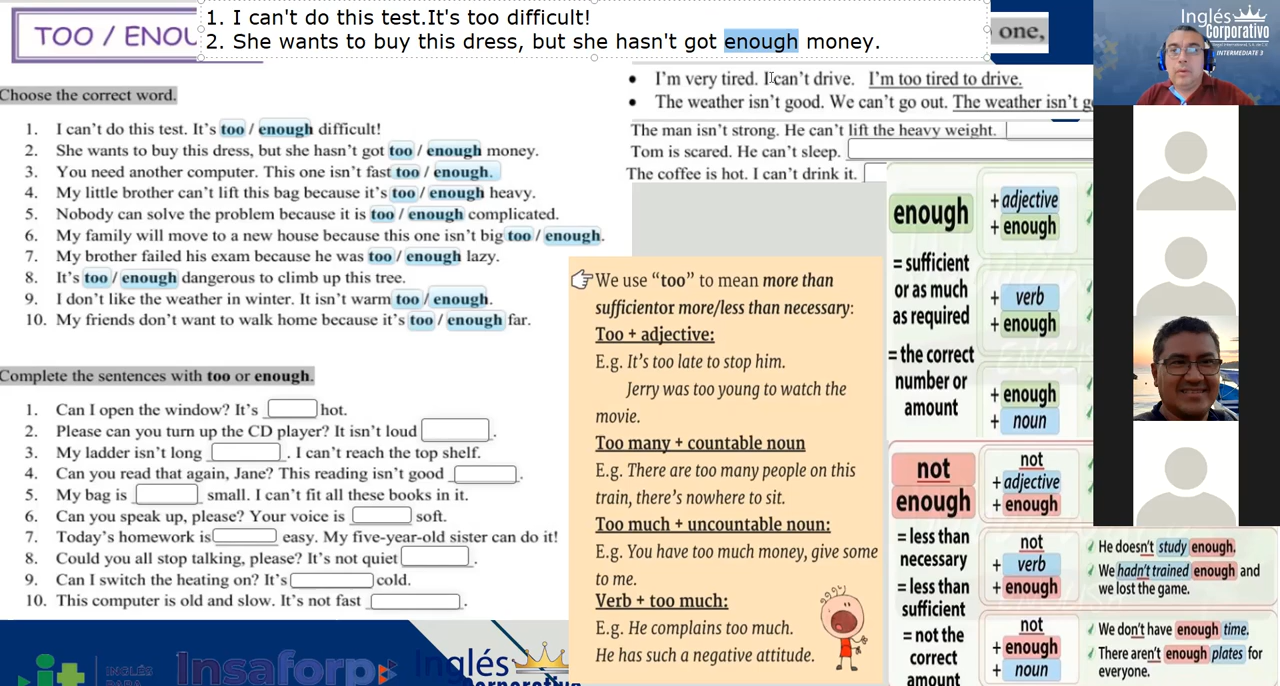 TOO / ENOU
1. I can't do this test.It's too difficult!
2. She wants to buy this dress, but she hasn't got enough money.
one,
Choose the correct word.
1. I can't do this test. It's too / enough difficult!
2. She wants to buy this dress, but she hasn't got too / enough money.
3. You need another computer. This one isn't fast too / enough.
4. My little brother can't lift this bag because it's too / enough heavy.
5. Nobody can solve the problem because it is too / enough complicated.
6. My family will move to a new house because this one isn't big too / enough.
7. My brother failed his exam because he was too / enough lazy.
8. It's too / enough dangerous to climb up this tree.
9. I don't like the weather in winter. It isn't warm too / enough.
10. My friends don't want to walk home because it's too / enough far.
Complete the sentences with too or enough.
1. Can I open the window? It's hot.
2. Please can you turn up the CD player? It isn't loud .
3. My ladder isn't long . I can't reach the top shelf.
4. Can you read that again, Jane? This reading isn't good .
5. My bag is small. I can't fit all these books in it.
6. Can you speak up, please? Your voice is soft.
7. Today's homework is easy. My five-year-old sister can do it!
8. Could you all stop talking, please? It's not quiet .
9. Can I switch the heating on? It's cold.
10. This computer is old and slow. It's not fast .
• I'm very tired. I can't drive. I'm too tired to drive.
• The weather isn't good. We can't go out. The weather isn't g
The man isn't strong. He can't lift the heavy weight.
Tom is scared. He can't sleep.
The coffee is hot. I can't drink it.
We use "too" to mean more than
sufficientor more/less than necessary:
Too + adjective:
E.g. It's too late to stop him.
Jerry was too young to watch the
movie.
Too many + countable noun
E.g. There are too many people on this
train, there's nowhere to sit.
Too much + uncountable noun:
E.g. You have too much money, give some
to me.
Verb + too much:
E.g. He complains too much.
He has such a negative attitude.
enough
= sufficient
or as much
as required
= the correct
number or
amount
+ adjective
+ enough
+ verb
+ enough
+ enough
+ noun
not
enough
= less than
necessary
= less than
sufficient
= not the
correct
amount
not
+ adjective
+ enough
not
+ verb
+ enough
not
+ enough
+ noun
✓ He doesn't study enough.
✓ We hadn't trained enough and
we lost the game.
✓ We don't have enough time.
✓ There aren't enough plates for
everyone.
Inglés
Corporativo
INTERMEDIATE 3
INGLÉS
PARA
Insaforp
Inglés
Corporativo